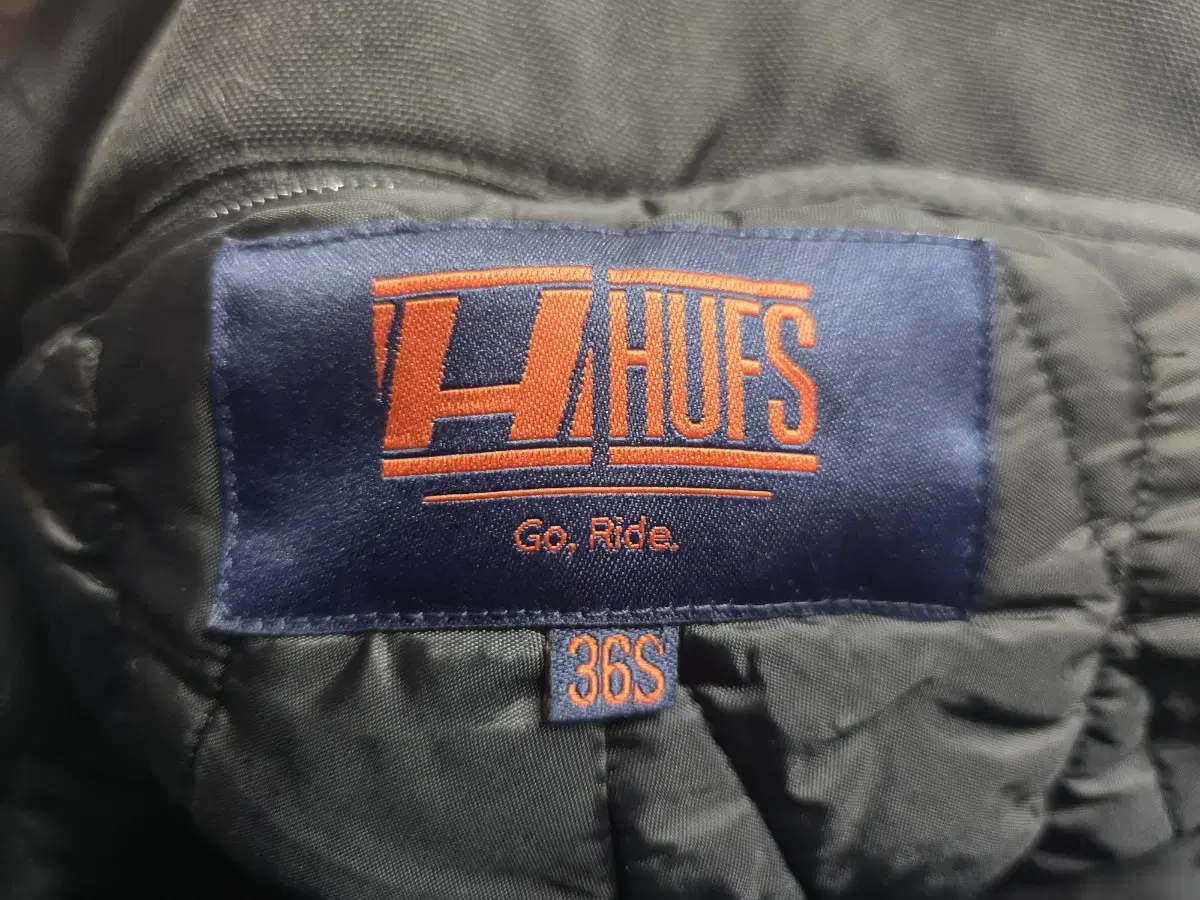 H HUFS
Go, Ride.
36S